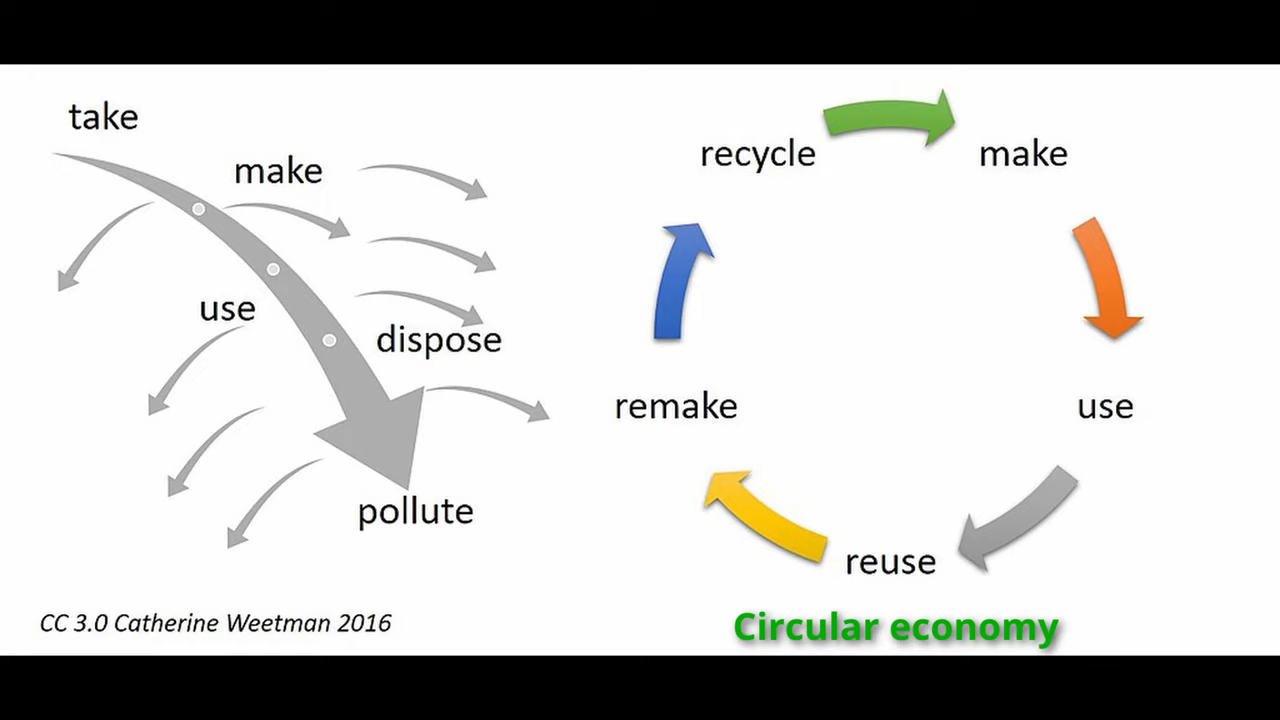 take
make
use
dispose
pollute
CC 3.0 Catherine Weetman 2016
recycle
make
use
reuse
remake
Circular economy